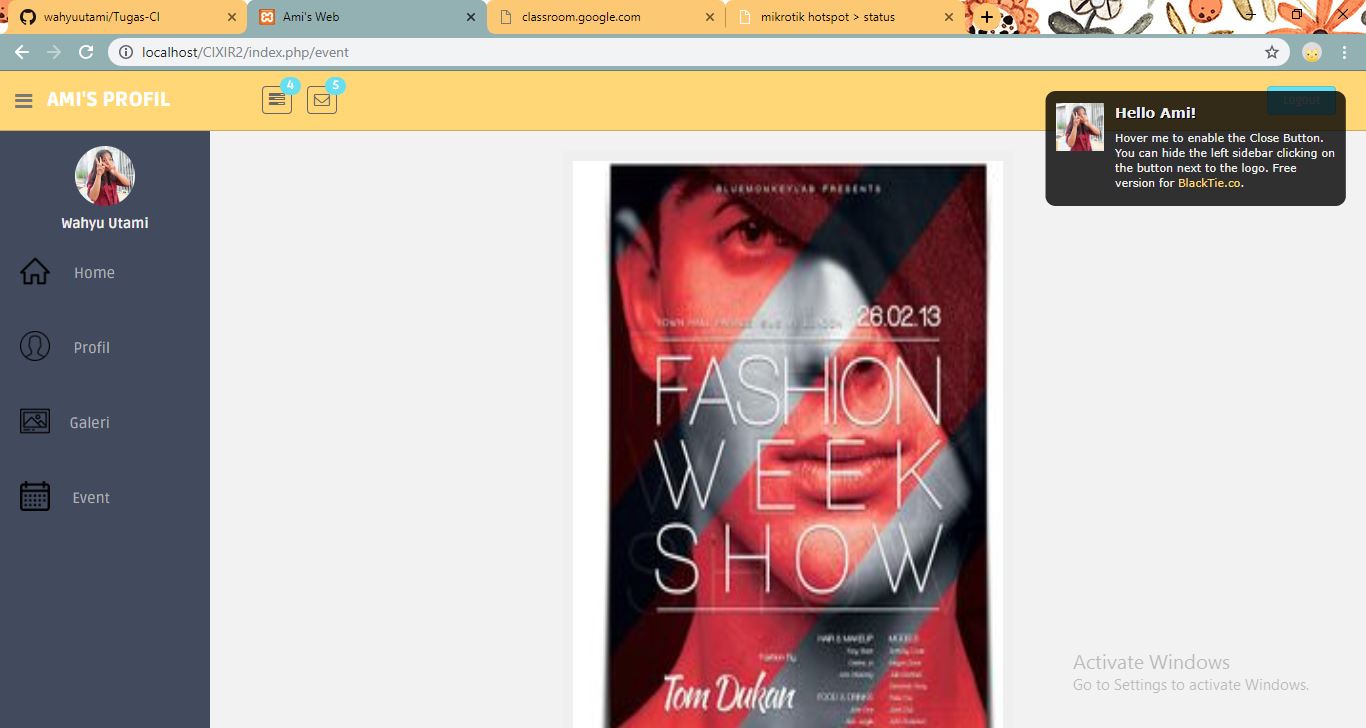 wahyuutami/Tugas-CI
Ami's Web
classroom.google.com
mikrotik hotspot > status
localhost/CIXIR2/index.php/event
AMI'S PROFIL
4
5
Logout
Hello Ami!
Hover me to enable the Close Button.
You can hide the left sidebar clicking on
the button next to the logo. Free
version for BlackTie.co.
Wahyu Utami
Home
Profil
Galeri
Event
BLUEMONKEYLAB PRESENTS
26.02.13
FASHION
WEEK
SHOW
HAIR & MAKEUP
MODELS
Fashion By
Tom Dukan
FOOD & DRINKS
Activate Windows
Go to Settings to activate Windows.